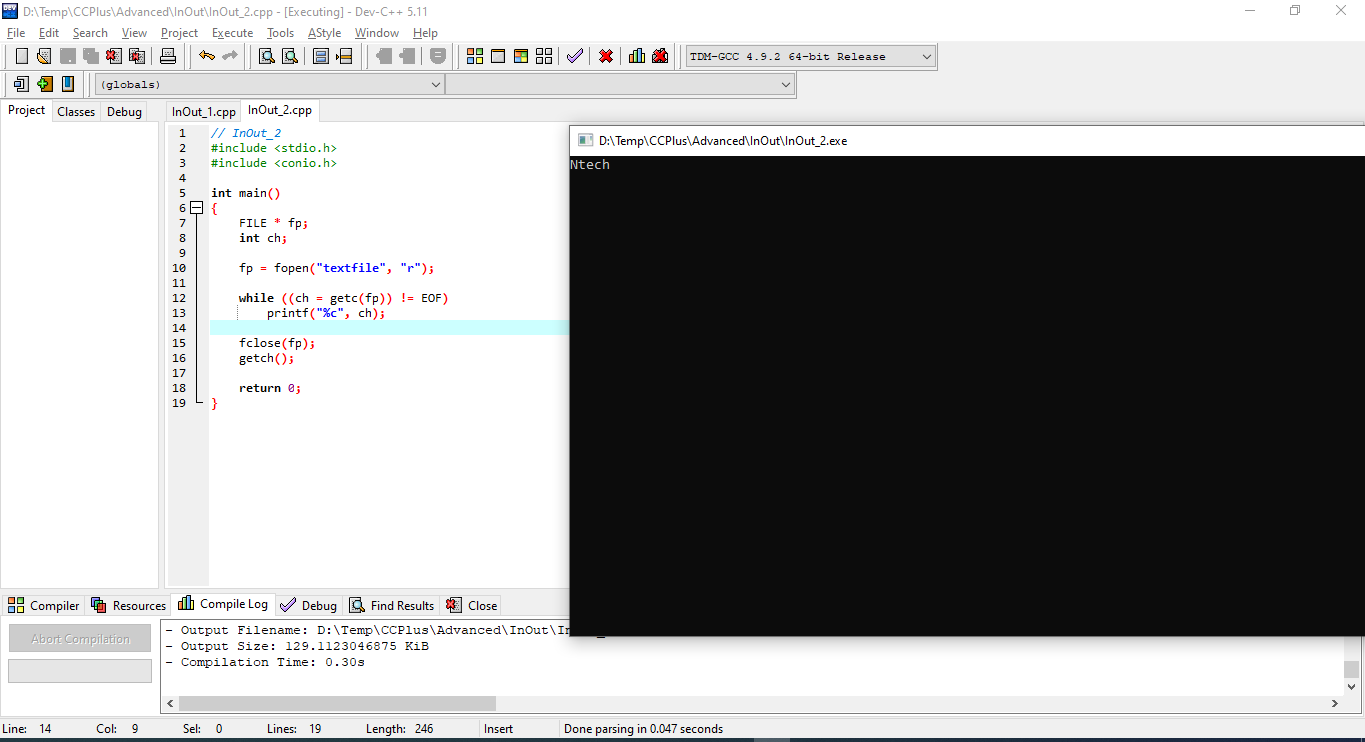 D:\Temp\CCPlus\Advanced\InOut\InOut_2.cpp - [Executing] - Dev-C++ 5.11
File Edit Search View Project Execute Tools AStyle Window Help
TDM-GCC 4.9.2 64-bit Release
(globals)
Project Classes Debug InOut_1.cpp InOut_2.cpp
1 // InOut_2
2 #include <stdio.h>
3 #include <conio.h>
4
5 int main()
6 {
7 FILE * fp;
8 int ch;
9
10 fp = fopen("textfile", "r");
11
12 while ((ch = getc(fp)) != EOF)
13 printf("%c", ch);
14
15 fclose(fp);
16 getch();
17
18 return 0;
19 }
D:\Temp\CCPlus\Advanced\InOut\InOut_2.exe
Ntech
Compiler Resources Compile Log Debug Find Results Close
Abort Compilation
- Output Filename: D:\Temp\CCPlus\Advanced\InOut\
- Output Size: 129.1123046875 KiB
- Compilation Time: 0.30s
Line: 14 Col: 9 Sel: 0 Lines: 19 Length: 246 Insert Done parsing in 0.047 seconds